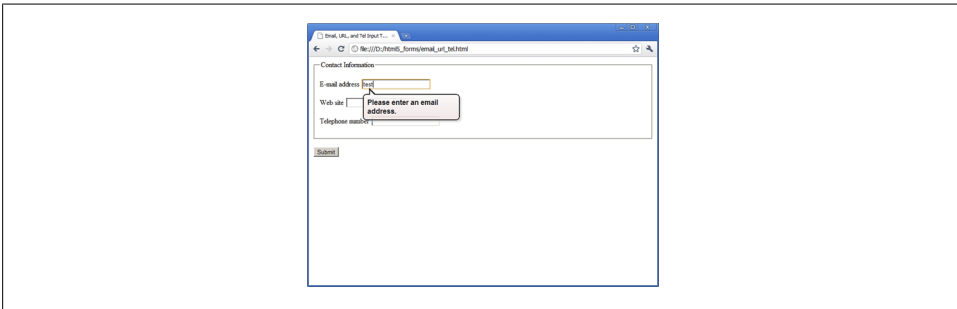 Email, URL, and Tel Input T...
file:///D:/html5_forms/email_url_tel.html
Contact Information
E-mail address test
Web site
Please enter an email
address.
Telephone number
Submit